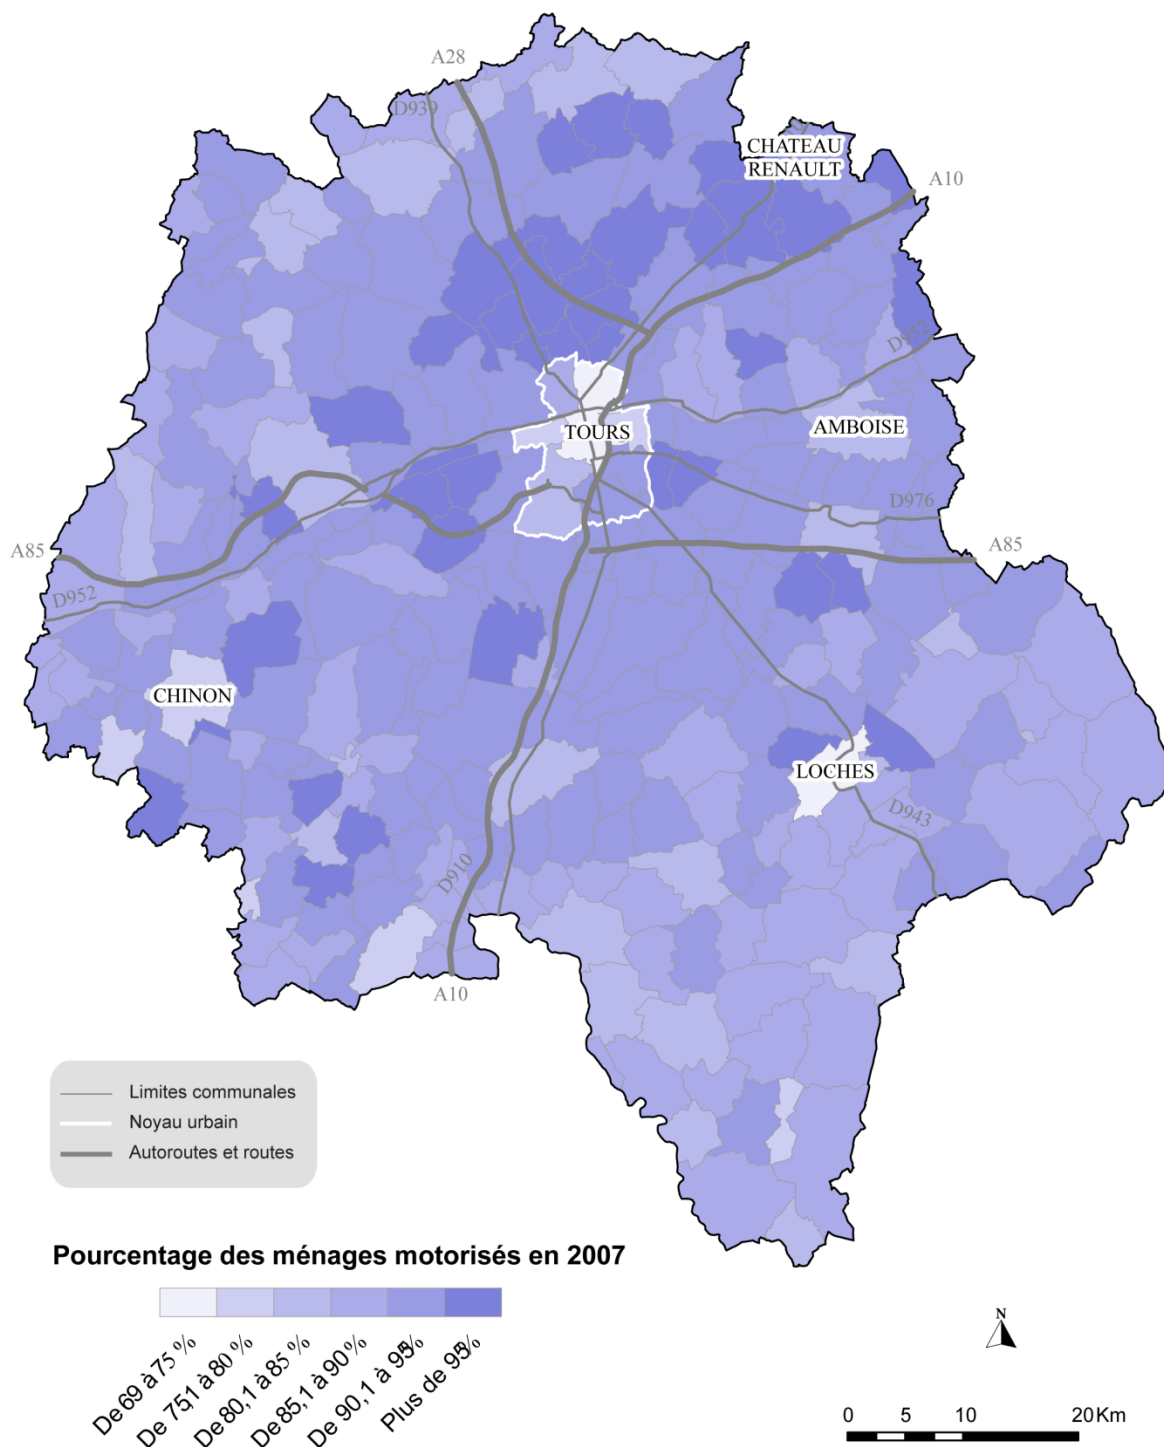 A28
D939
CHATEAU
RENAULT
A10
D952
TOURS
AMBOISE
D976
A85
A85
D952
CHINON
LOCHES
D943
D910
A10
Limites communales
Noyau urbain
Autoroutes et routes
Pourcentage des ménages motorisés en 2007
De 69 à 75 %
De 75,1 à 80 %
De 80,1 à 85 %
De 85,1 à 90 %
De 90,1 à 95%
Plus de 95%
N
0 5 10 20 Km